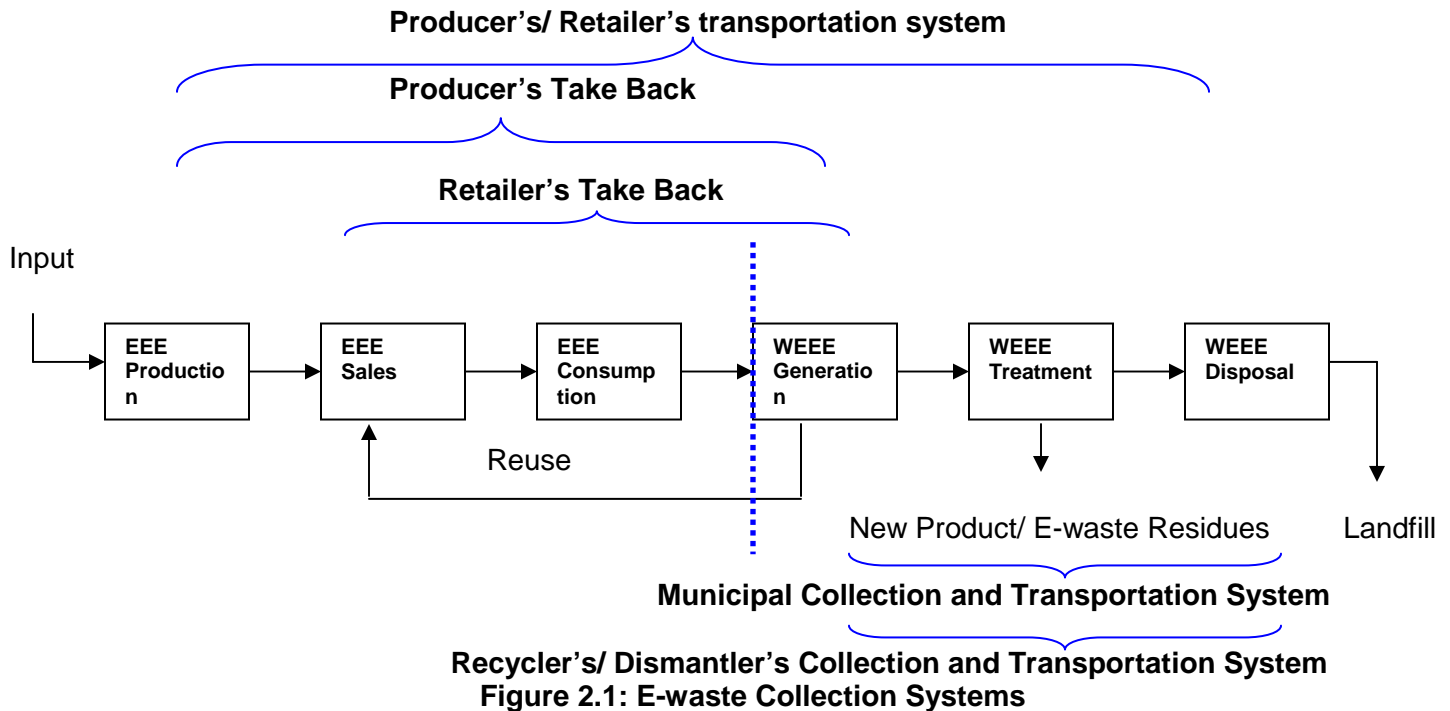 Producer’s/ Retailer’s transportation system
Producer’s Take Back
Retailer’s Take Back
Input
EEE
Productio
n
EEE
Sales
EEE
Consump
tion
WEEE
Generatio
n
WEEE
Treatment
WEEE
Disposal
Reuse
New Product/ E-waste Residues
Landfill
Municipal Collection and Transportation System
Recycler’s/ Dismantler’s Collection and Transportation System
Figure 2.1: E-waste Collection Systems